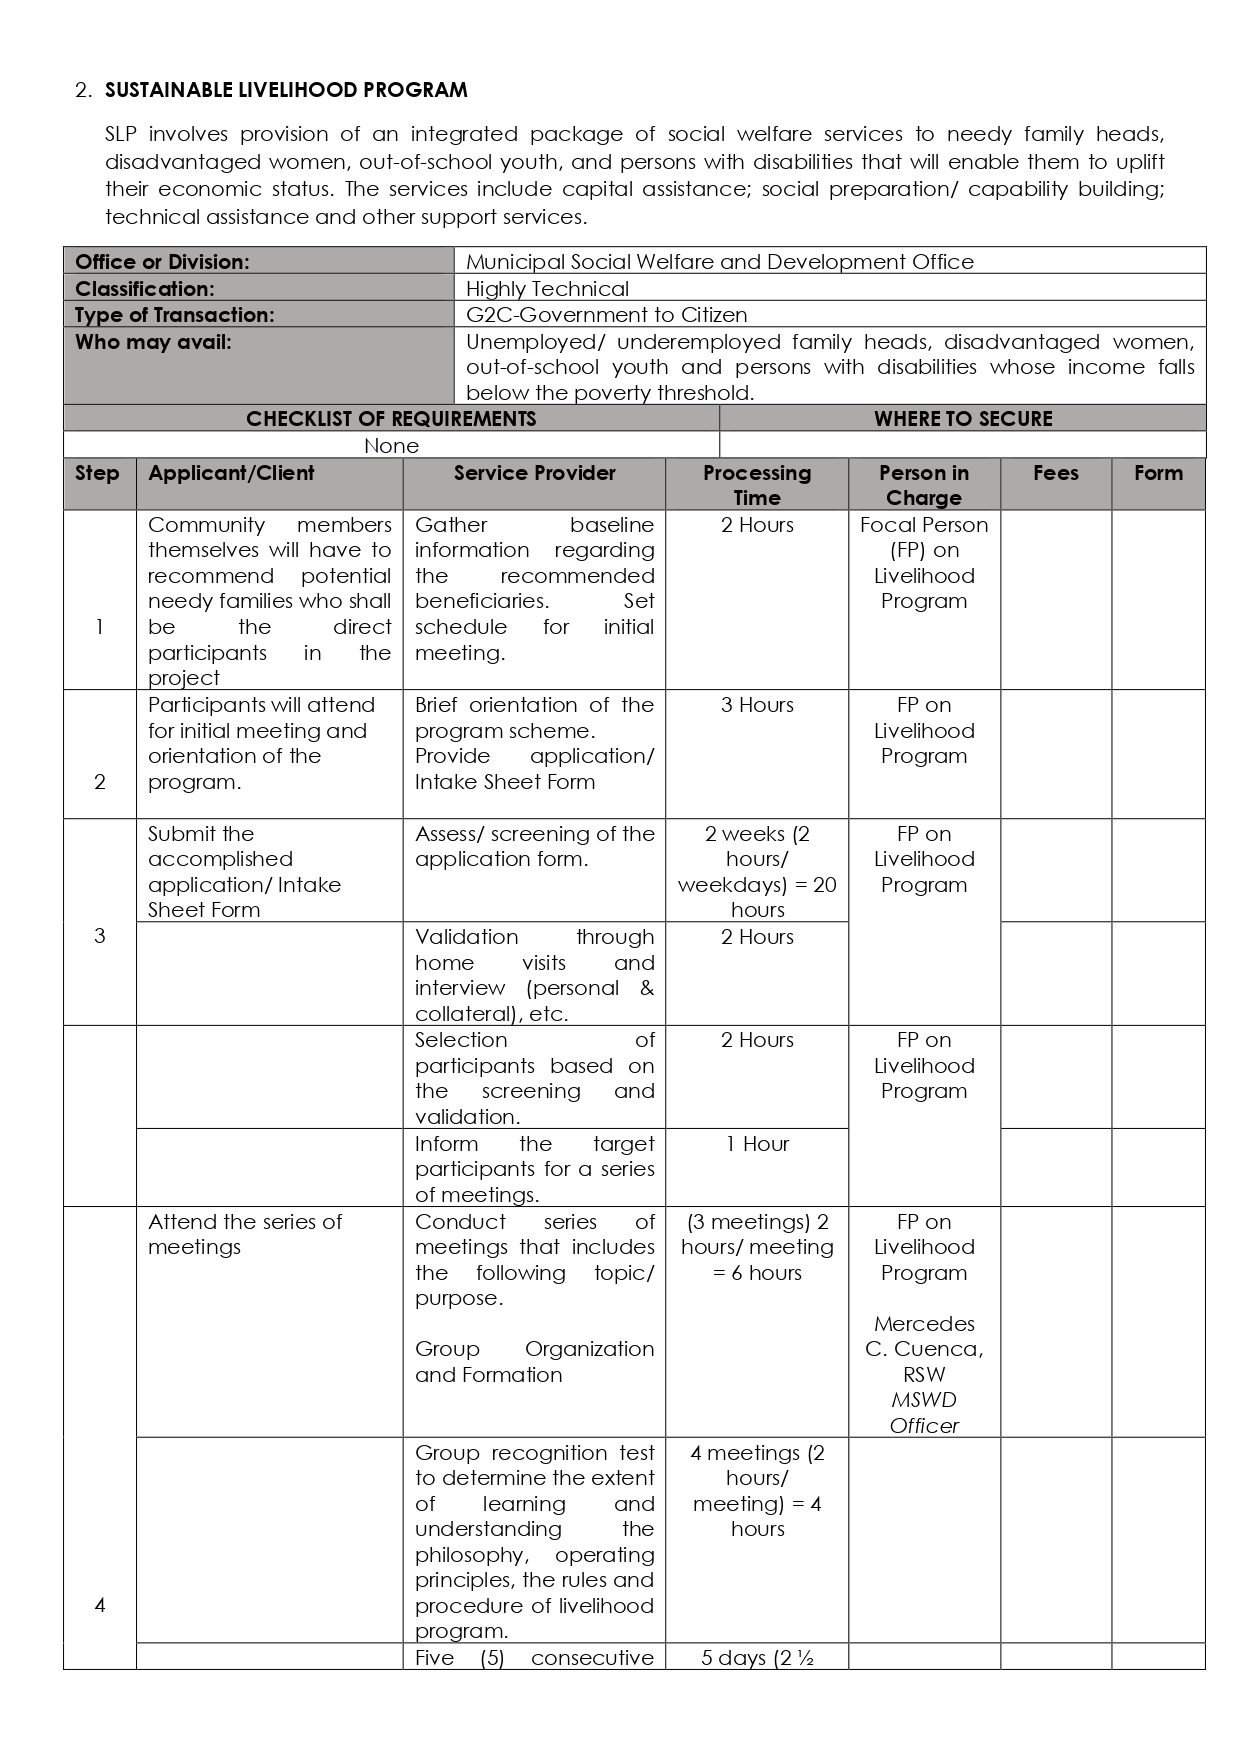 2. SUSTAINABLE LIVELIHOOD PROGRAM
SLP involves provision of an integrated package of social welfare services to needy family heads,
disadvantaged women, out-of-school youth, and persons with disabilities that will enable them to uplift
their economic status. The services include capital assistance; social preparation/ capability building;
technical assistance and other support services.
Office or Division:
Municipal Social Welfare and Development Office
Classification:
Highly Technical
Type of Transaction:
G2C-Government to Citizen
Who may avail:
Unemployed/ underemployed family heads, disadvantaged women,
out-of-school youth and persons with disabilities whose income falls
below the poverty threshold.
CHECKLIST OF REQUIREMENTS
WHERE TO SECURE
None
Step
Applicant/Client
Service Provider
Processing
Time
Person in
Charge
Fees
Form
1
Community members
themselves will have to
recommend potential
needy families who shall
be the direct
participants in the
project
Gather baseline
information regarding
the recommended
beneficiaries. Set
schedule for initial
meeting.
2 Hours
Focal Person
(FP) on
Livelihood
Program
2
Participants will attend
for initial meeting and
orientation of the
program.
Brief orientation of the
program scheme.
Provide application/
Intake Sheet Form
3 Hours
FP on
Livelihood
Program
3
Submit the
accomplished
application/ Intake
Sheet Form
Assess/ screening of the
application form.
2 weeks (2
hours/
weekdays) = 20
hours
FP on
Livelihood
Program
Validation through
home visits and
interview (personal &
collateral), etc.
2 Hours
Selection of
participants based on
the screening and
validation.
2 Hours
FP on
Livelihood
Program
Inform the target
participants for a series
of meetings.
1 Hour
4
Attend the series of
meetings
Conduct series of
meetings that includes
the following topic/
purpose.
Group Organization
and Formation
(3 meetings) 2
hours/ meeting
= 6 hours
FP on
Livelihood
Program
Mercedes
C. Cuenca,
RSW
MSWD
Officer
Group recognition test
to determine the extent
of learning and
understanding the
philosophy, operating
principles, the rules and
procedure of livelihood
program.
4 meetings (2
hours/
meeting) = 4
hours
Five (5) consecutive
5 days (2 ½